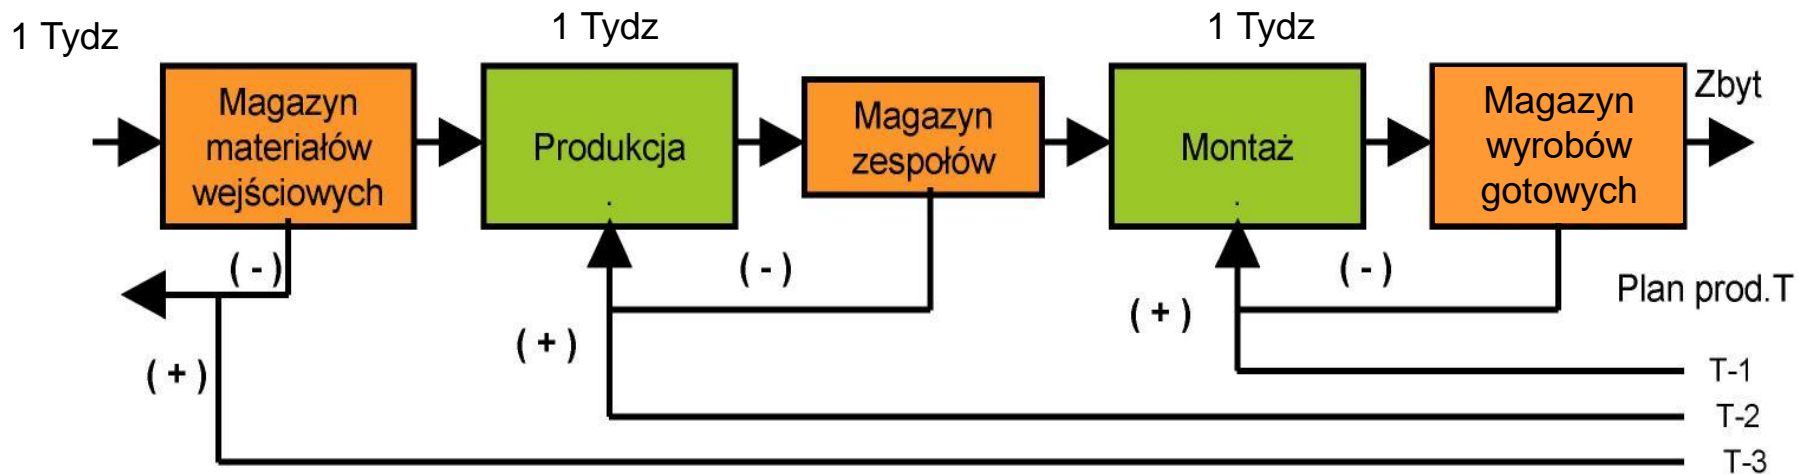 1 Tydz
1 Tydz
1 Tydz
Magazyn
materiałów
wejściowych
Produkcja
.
Magazyn
zespołów
Montaż
.
Magazyn
wyrobów
gotowych
Zbyt
( - )
( - )
( - )
Plan prod.T
( + )
( + )
( + )
T-1
T-2
T-3